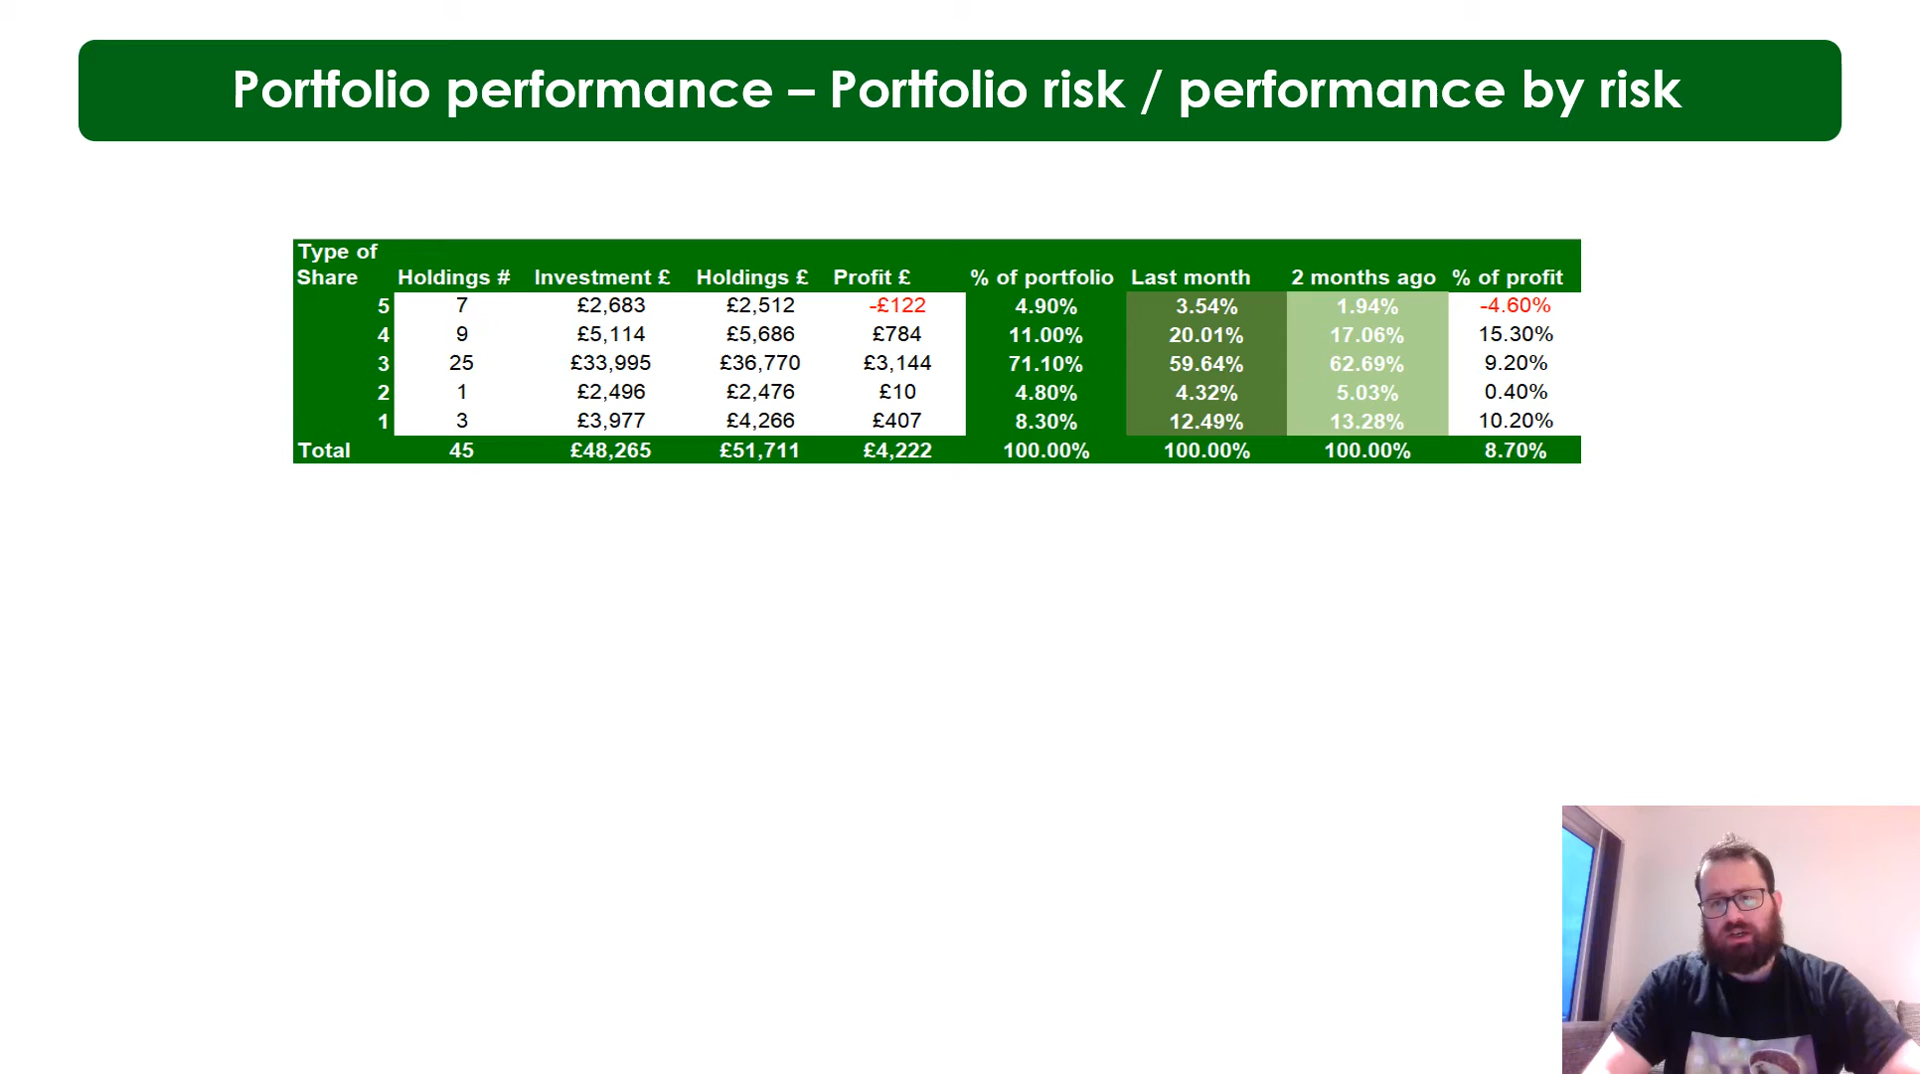 Portfolio performance – Portfolio risk / performance by risk
Type of
Share Holdings # Investment £ Holdings £ Profit £ % of portfolio Last month 2 months ago % of profit
5 7 £2,683 £2,512 -£122 4.90% 3.54% 1.94% -4.60%
4 9 £5,114 £5,686 £784 11.00% 20.01% 17.06% 15.30%
3 25 £33,995 £36,770 £3,144 71.10% 59.64% 62.69% 9.20%
2 1 £2,496 £2,476 £10 4.80% 4.32% 5.03% 0.40%
1 3 £3,977 £4,266 £407 8.30% 12.49% 13.28% 10.20%
Total 45 £48,265 £51,711 £4,222 100.00% 100.00% 100.00% 8.70%